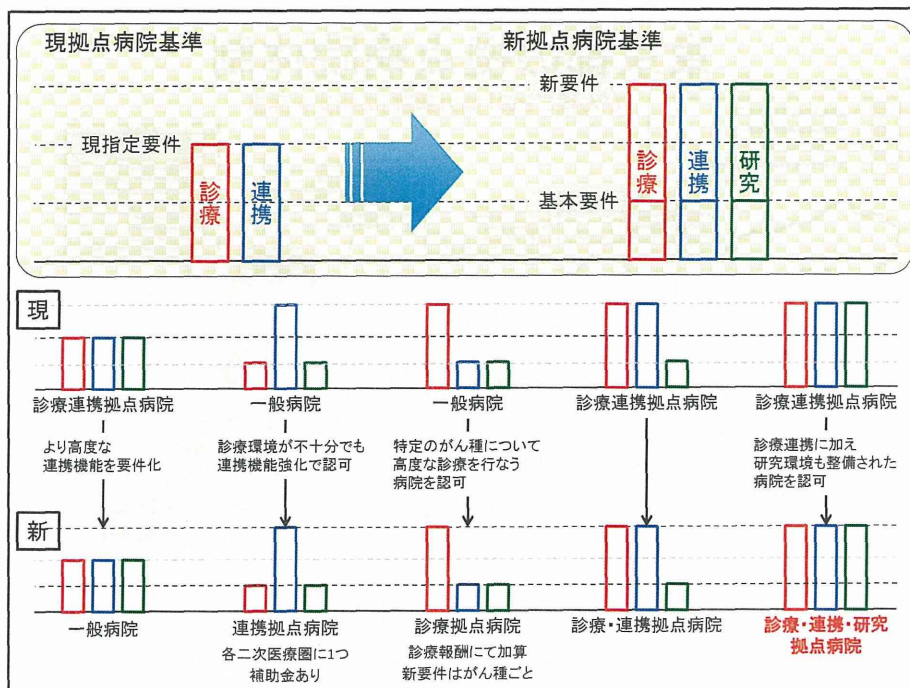 現拠点病院基準
新拠点病院基準
新要件
現指定要件
診療
連携
診療
連携
研究
基本要件
現
診療連携拠点病院
一般病院
一般病院
診療連携拠点病院
診療連携拠点病院
より高度な
連携機能を要件化
診療環境が不十分でも
連携機能強化で認可
特定のがん種について
高度な診療を行なう
病院を認可
診療連携に加え
研究環境も整備された
病院を認可
新
一般病院
連携拠点病院
各二次医療圏に1つ
補助金あり
診療拠点病院
診療報酬にて加算
新要件はがん種ごと
診療・連携拠点病院
診療・連携・研究
拠点病院